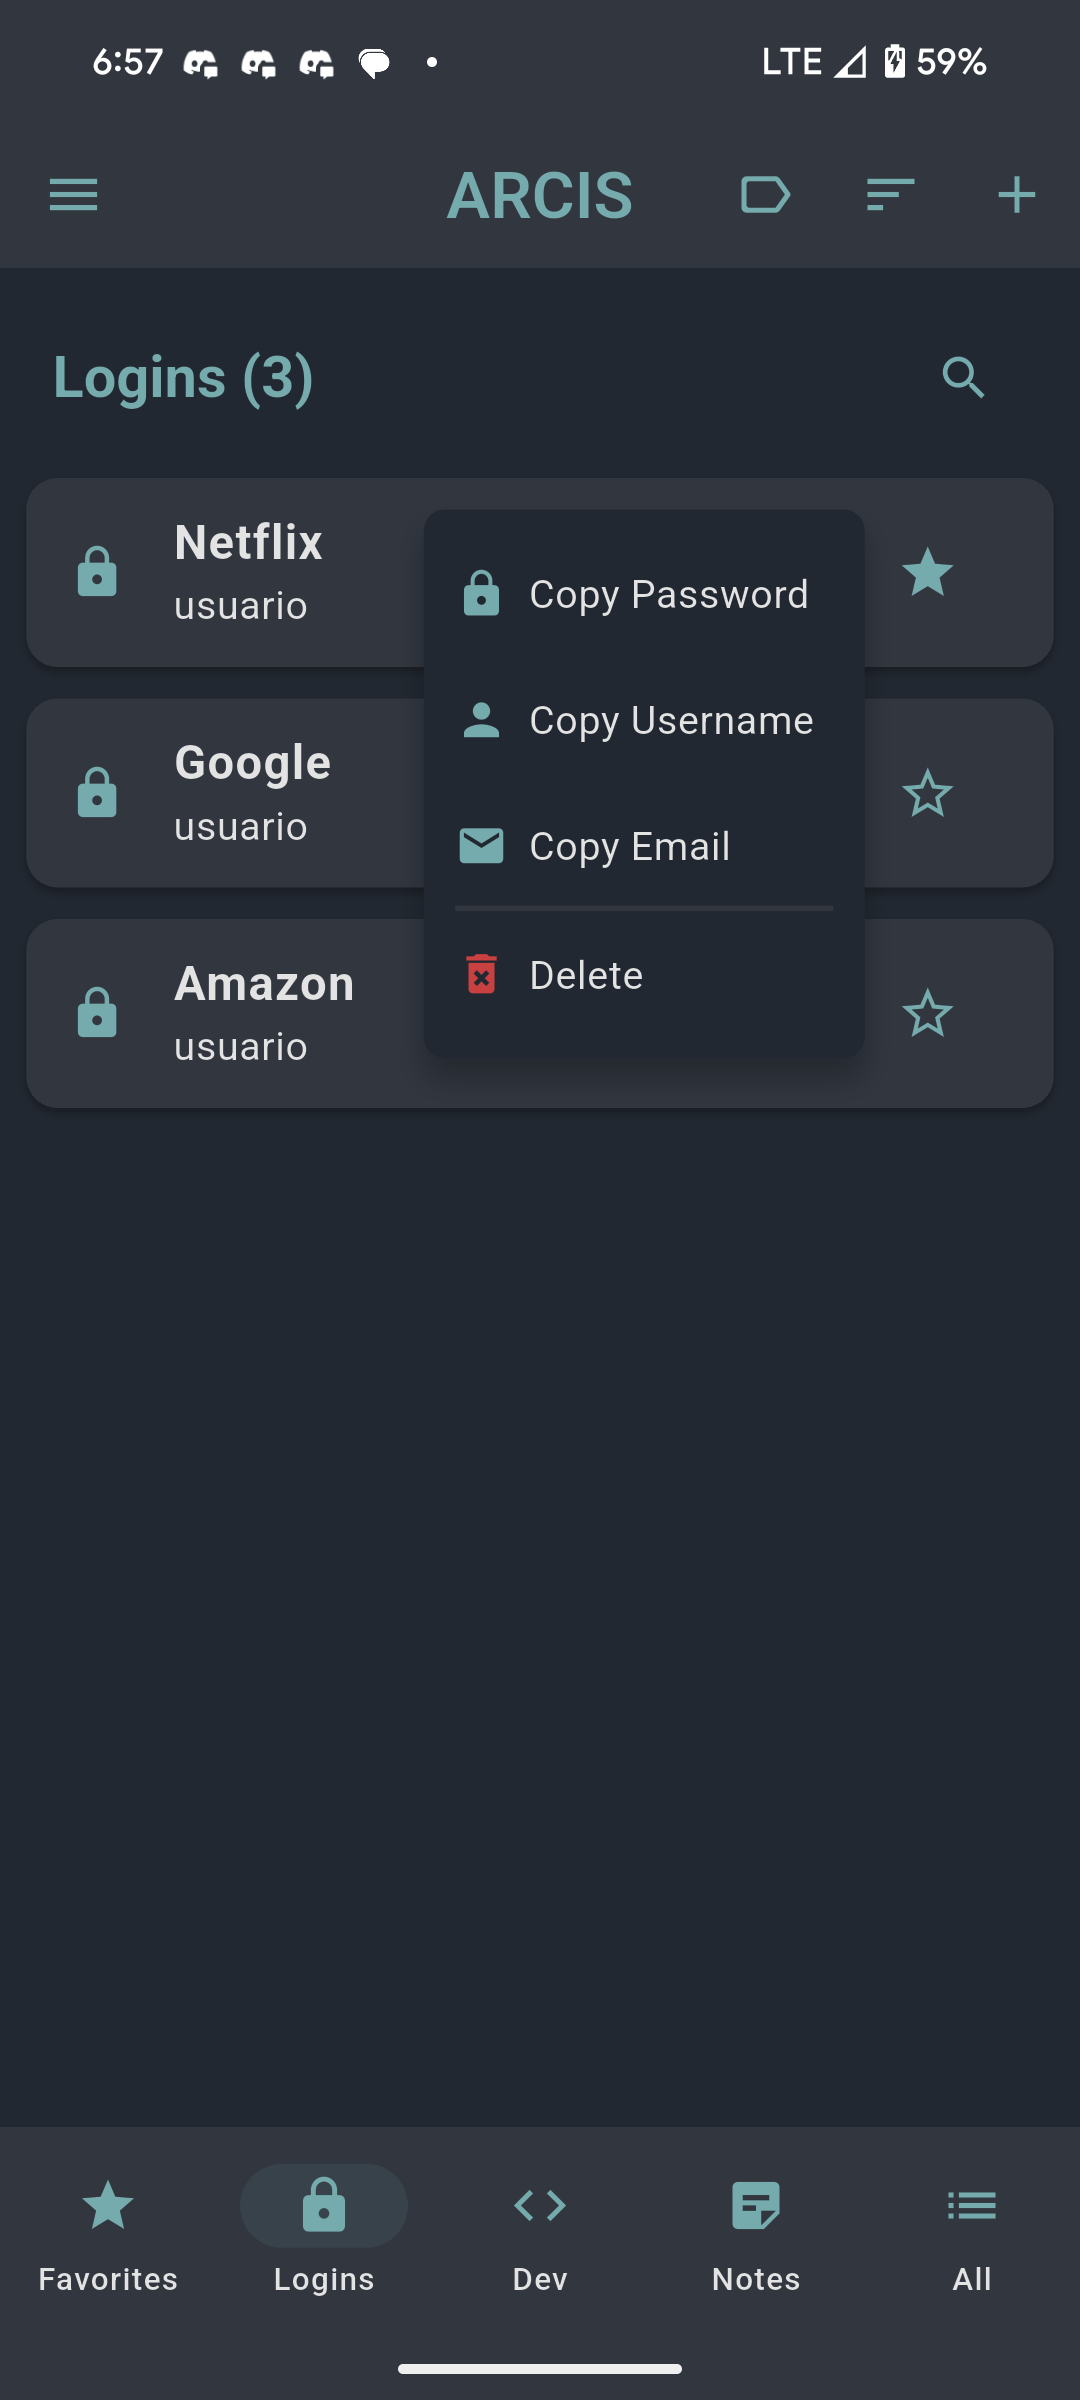 6:57 LTE 59%
ARCIS
Logins (3)
Netflix
usuario
Google
usuario
Amazon
usuario
Copy Password
Copy Username
Copy Email
Delete
Favorites Logins Dev Notes All